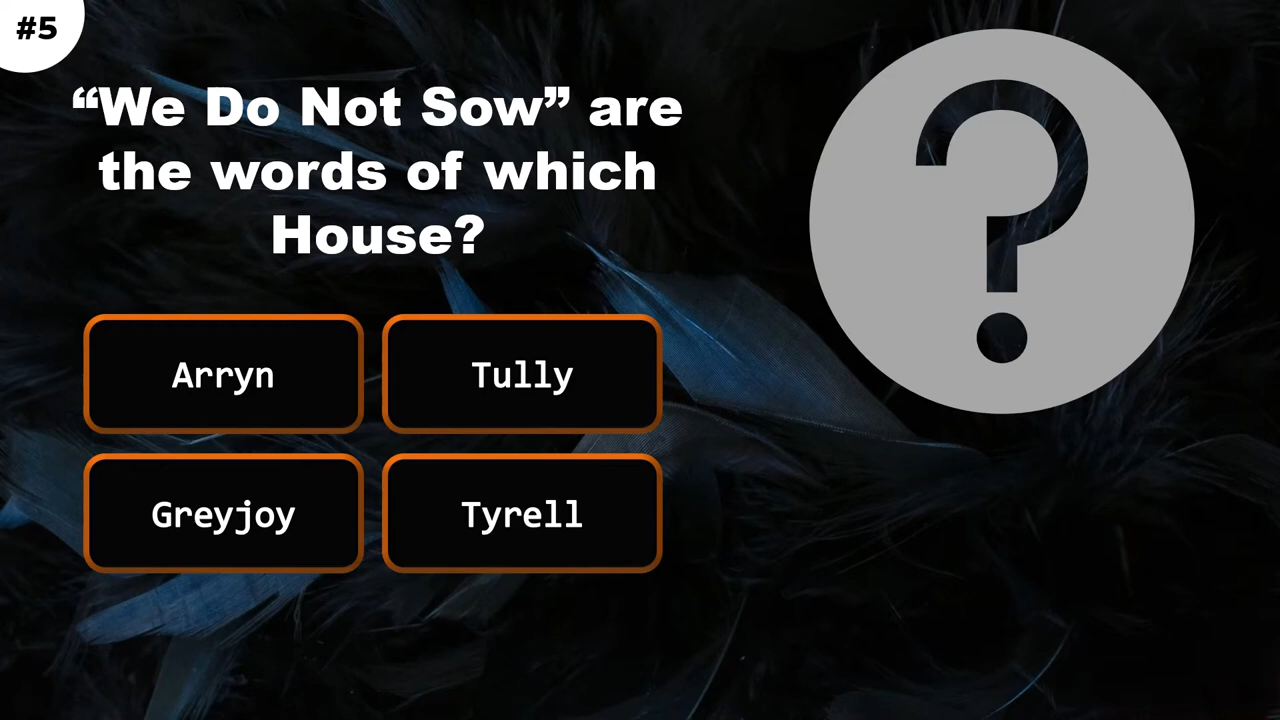 #5
“We Do Not Sow” are
the words of which
House?
Arryn
Tully
Greyjoy
Tyrell
?